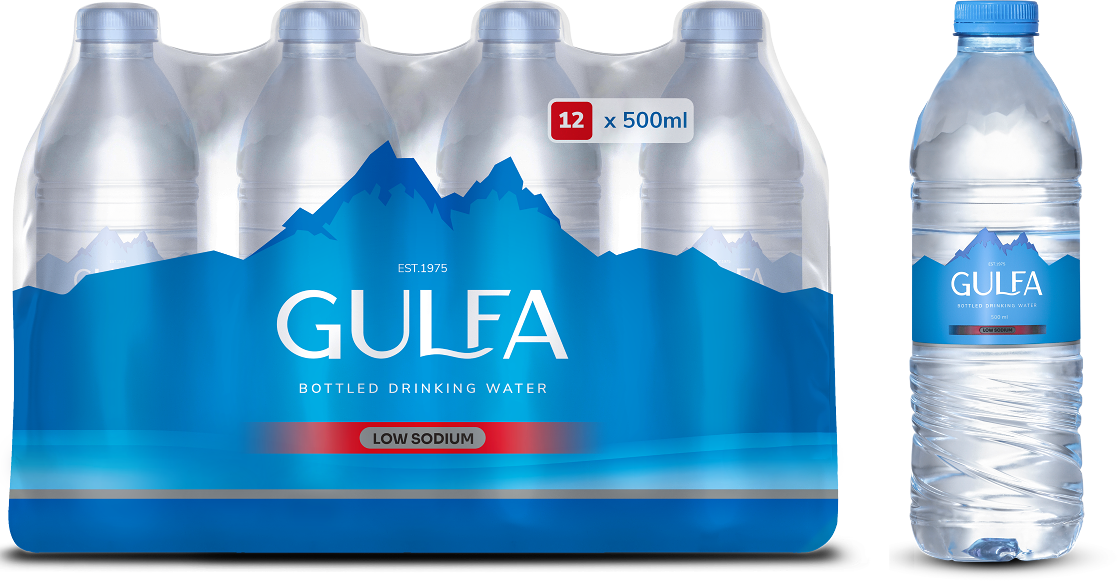 12 x 500ml
EST.1975
GULFA
BOTTLED DRINKING WATER
LOW SODIUM
EST.1975
GULFA
BOTTLED DRINKING WATER
500 ml
LOW SODIUM